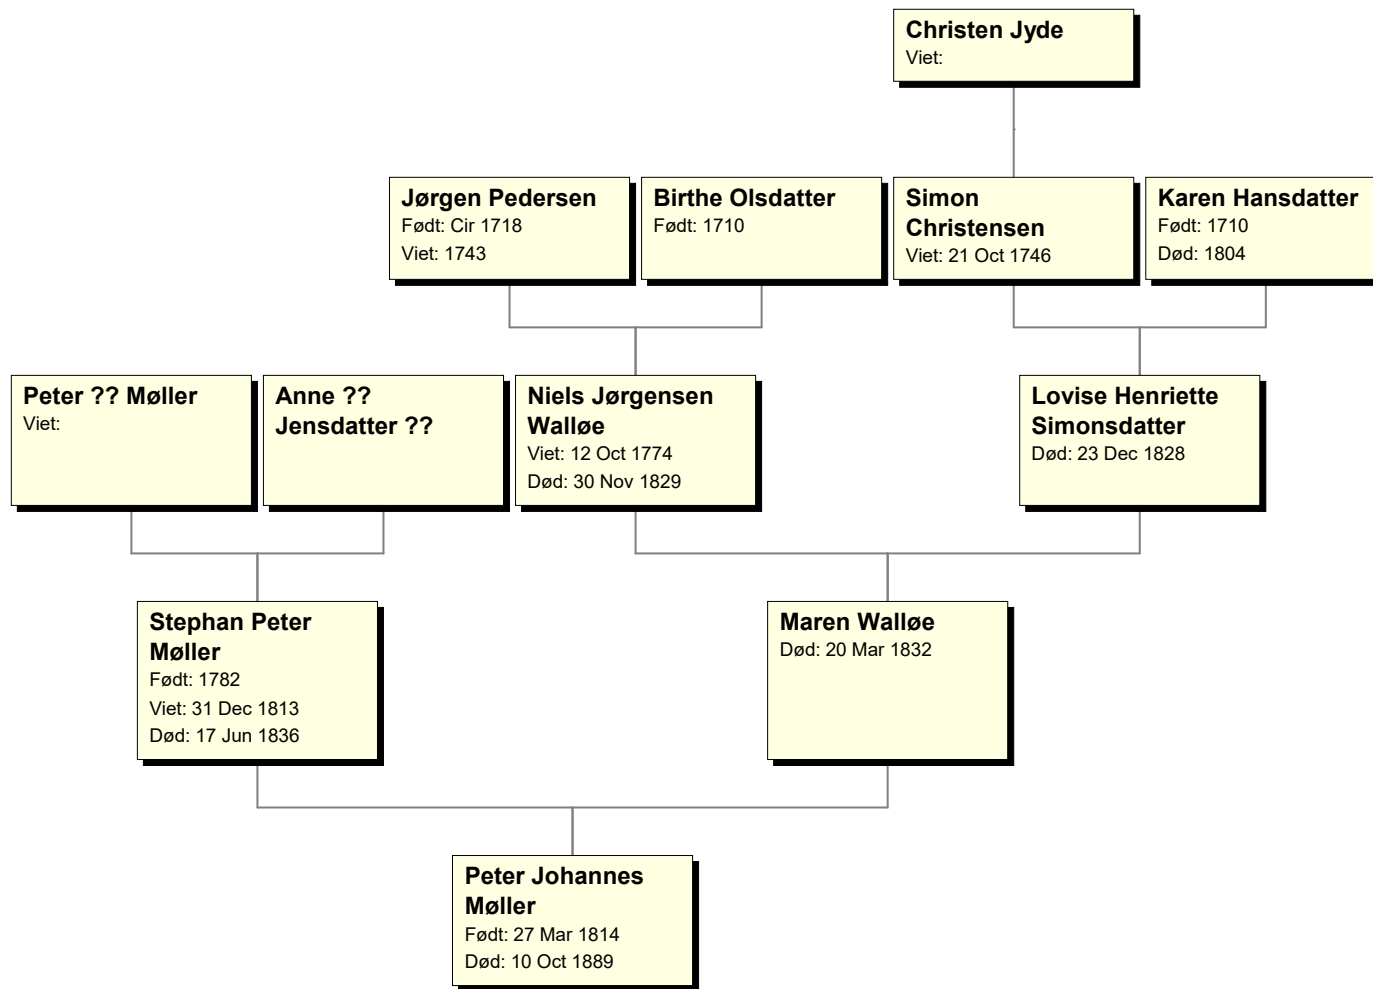 Christen Jyde
Viet:
Jørgen Pedersen
Født: Cir 1718
Viet: 1743
Birthe Olsdatter
Født: 1710
Simon
Christensen
Viet: 21 Oct 1746
Karen Hansdatter
Født: 1710
Død: 1804
Peter ?? Møller
Viet:
Anne ??
Jensdatter ??
Niels Jørgensen
Walløe
Viet: 12 Oct 1774
Død: 30 Nov 1829
Lovise Henriette
Simonsdatter
Død: 23 Dec 1828
Stephan Peter
Møller
Født: 1782
Viet: 31 Dec 1813
Død: 17 Jun 1836
Maren Walløe
Død: 20 Mar 1832
Peter Johannes
Møller
Født: 27 Mar 1814
Død: 10 Oct 1889